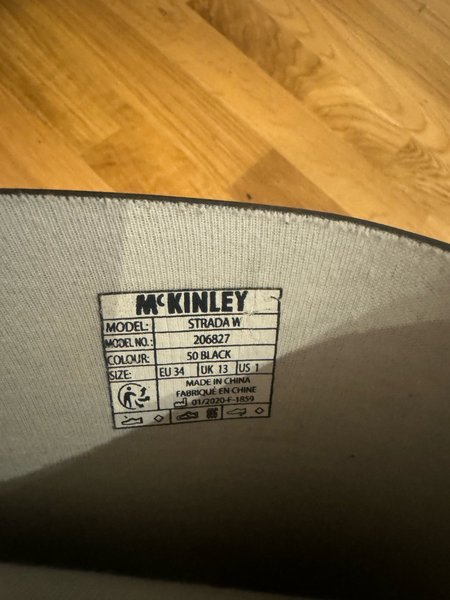 McKINLEY
MODEL: STRADA W
MODEL NO.: 206827
COLOUR: 50 BLACK
SIZE: EU 34 UK 13 US 1
MADE IN CHINA
FABRIQUÉ EN CHINE
01/2020-F-1859